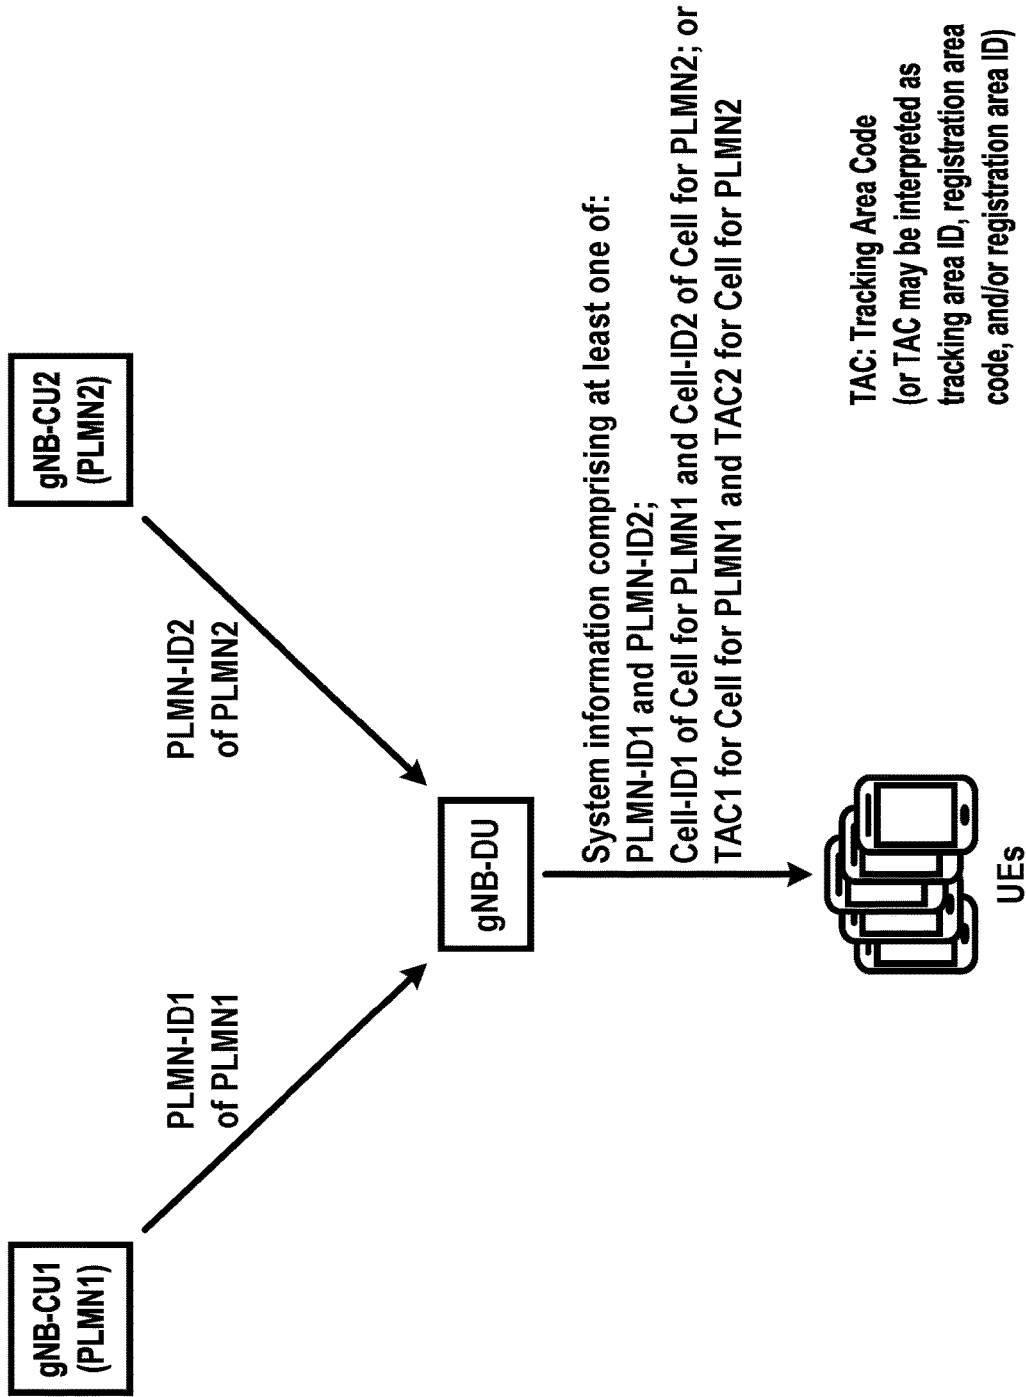 gNB-CU1
(PLMN1)
gNB-CU2
(PLMN2)
PLMN-ID1
of PLMN1
PLMN-ID2
of PLMN2
gNB-DU
System information comprising at least one of:
PLMN-ID1 and PLMN-ID2;
Cell-ID1 of Cell for PLMN1 and Cell-ID2 of Cell for PLMN2; or
TAC1 for Cell for PLMN1 and TAC2 for Cell for PLMN2
UEs
TAC: Tracking Area Code
(or TAC may be interpreted as
tracking area ID, registration area
code, and/or registration area ID)